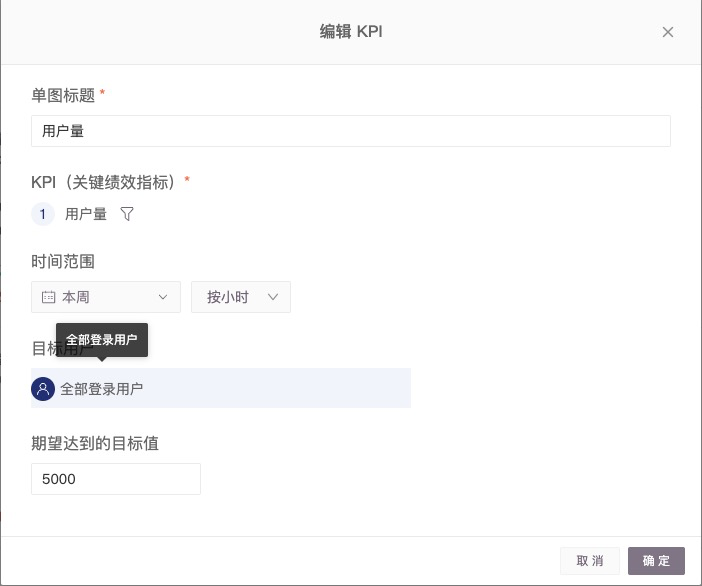 编辑 KPI
单图标题 *
用户量
KPI（关键绩效指标） *
1 用户量
时间范围
本周 按小时
全部登录用户
目标用户
全部登录用户
期望达到的目标值
5000
取 消 确 定